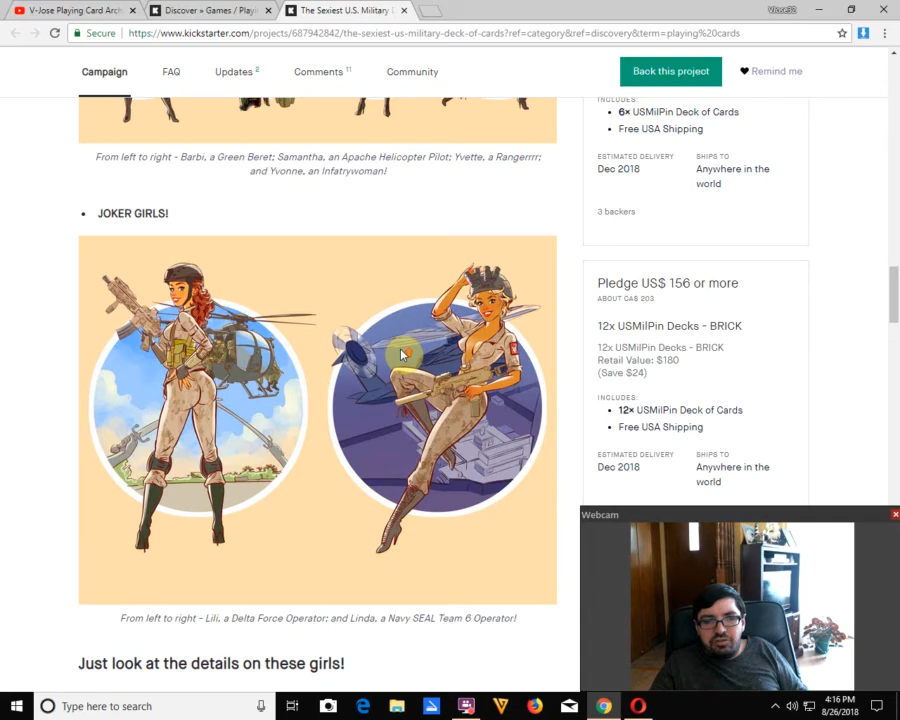 V-Jose Playing Card Arch
Discover » Games / Playi
The Sexiest U.S. Military
VJose32
Secure
https://www.kickstarter.com/projects/687942842/the-sexiest-us-military-deck-of-cards?ref=category&ref=discovery&term=playing%20cards
Campaign
FAQ
Updates 2
Comments 11
Community
Back this project
Remind me
From left to right - Barbi, a Green Beret; Samantha, an Apache Helicopter Pilot; Yvette, a Rangerrrr;
and Yvonne, an Infatrywoman!
• JOKER GIRLS!
From left to right - Lili, a Delta Force Operator; and Linda, a Navy SEAL Team 6 Operator!
Just look at the details on these girls!
INCLUDES:
• 6× USMilPin Deck of Cards
• Free USA Shipping
ESTIMATED DELIVERY
SHIPS TO
Dec 2018
Anywhere in the
world
3 backers
Pledge US$ 156 or more
ABOUT CA$ 203
12x USMilPin Decks - BRICK
12x USMilPin Decks - BRICK
Retail Value: $180
(Save $24)
INCLUDES:
• 12× USMilPin Deck of Cards
• Free USA Shipping
ESTIMATED DELIVERY
SHIPS TO
Dec 2018
Anywhere in the
world
Webcam
Type here to search
4:16 PM
8/26/2018